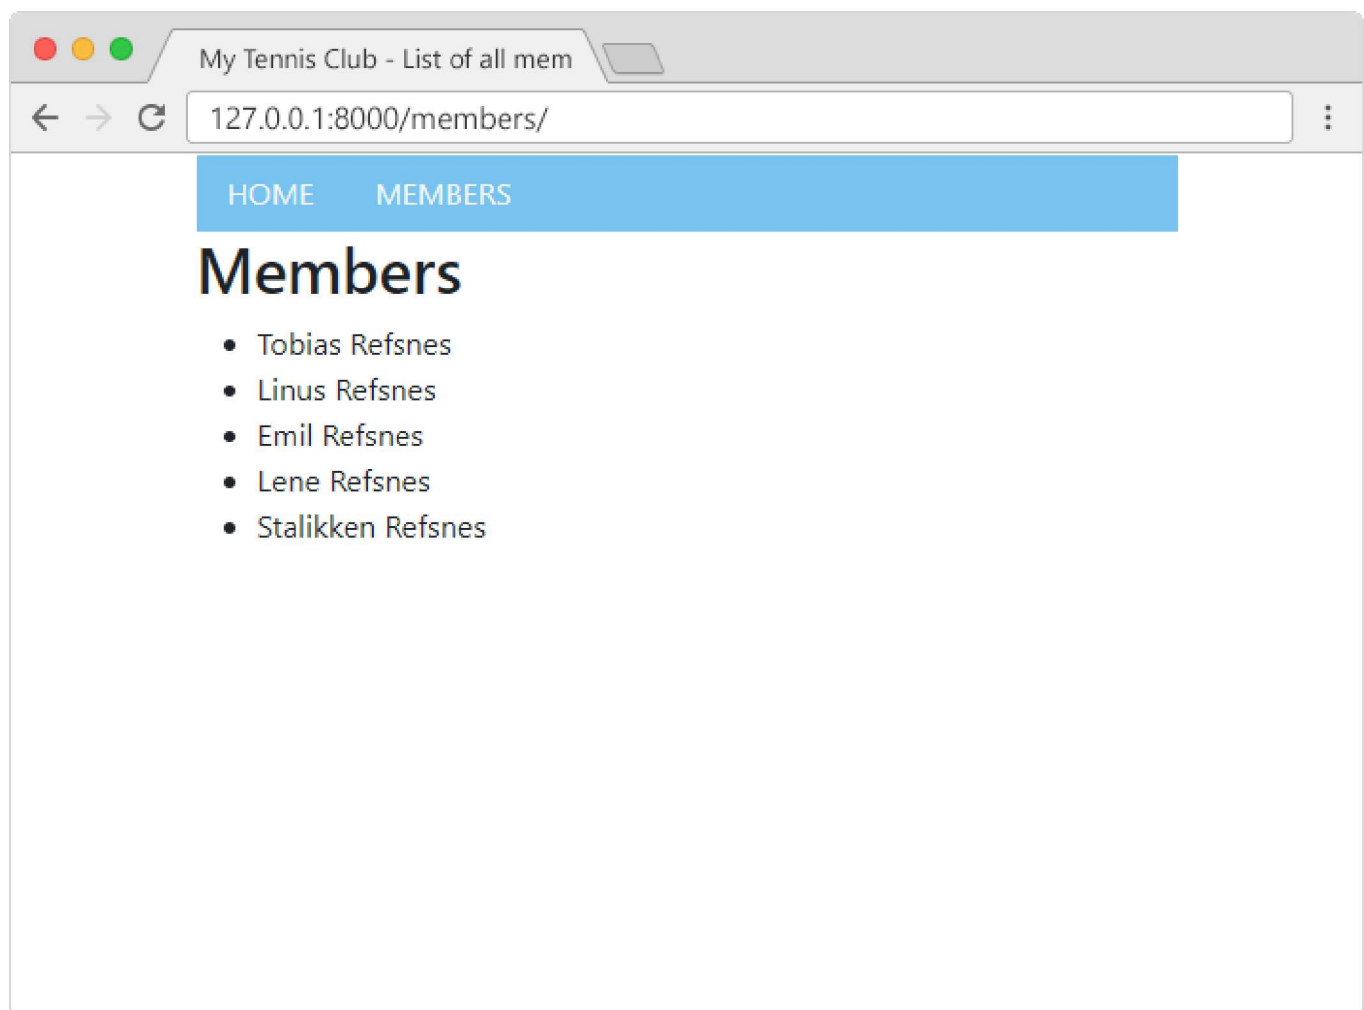 My Tennis Club - List of all mem
127.0.0.1:8000/members/
HOME MEMBERS
Members
Tobias Refsnes
Linus Refsnes
Emil Refsnes
Lene Refsnes
Stalikken Refsnes